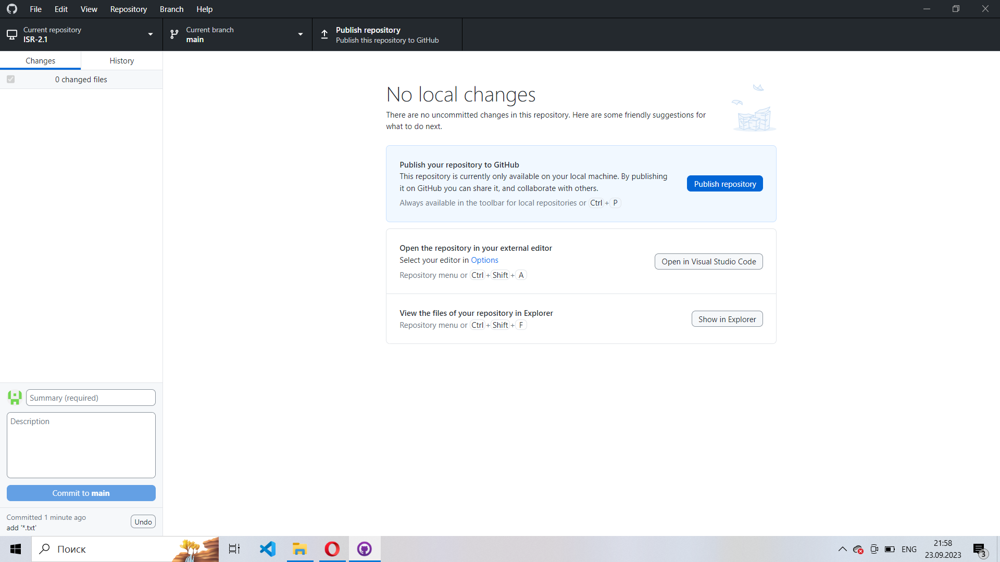 File Edit View Repository Branch Help
Current repository
ISR-2.1
Current branch
main
Publish repository
Publish this repository to GitHub
Changes
History
0 changed files
No local changes
There are no uncommitted changes in this repository. Here are some friendly suggestions for
what to do next.
Publish your repository to GitHub
This repository is currently only available on your local machine. By publishing
it on GitHub you can share it, and collaborate with others.
Always available in the toolbar for local repositories or Ctrl + P
Publish repository
Open the repository in your external editor
Select your editor in Options
Repository menu or Ctrl + Shift + A
Open in Visual Studio Code
View the files of your repository in Explorer
Repository menu or Ctrl + Shift + F
Show in Explorer
Summary (required)
Description
Commit to main
Committed 1 minute ago
add '*.txt'
Undo
Поиск
ENG
21:58
23.09.2023
3